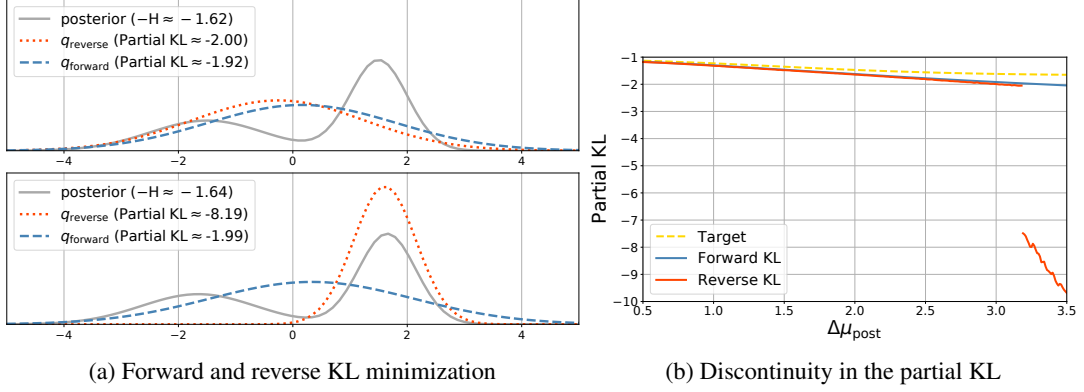 posterior (−H ≈ − 1.62)
q_reverse (Partial KL ≈ -2.00)
q_forward (Partial KL ≈ -1.92)
−4 −2 0 2 4
posterior (−H ≈ − 1.64)
q_reverse (Partial KL ≈ -8.19)
q_forward (Partial KL ≈ -1.99)
−4 −2 0 2 4
(a) Forward and reverse KL minimization
Partial KL
−1
−2
−3
−4
−5
−6
−7
−8
−9
−10
Target
Forward KL
Reverse KL
0.5 1.0 1.5 2.0 2.5 3.0 3.5
Δμ_post
(b) Discontinuity in the partial KL